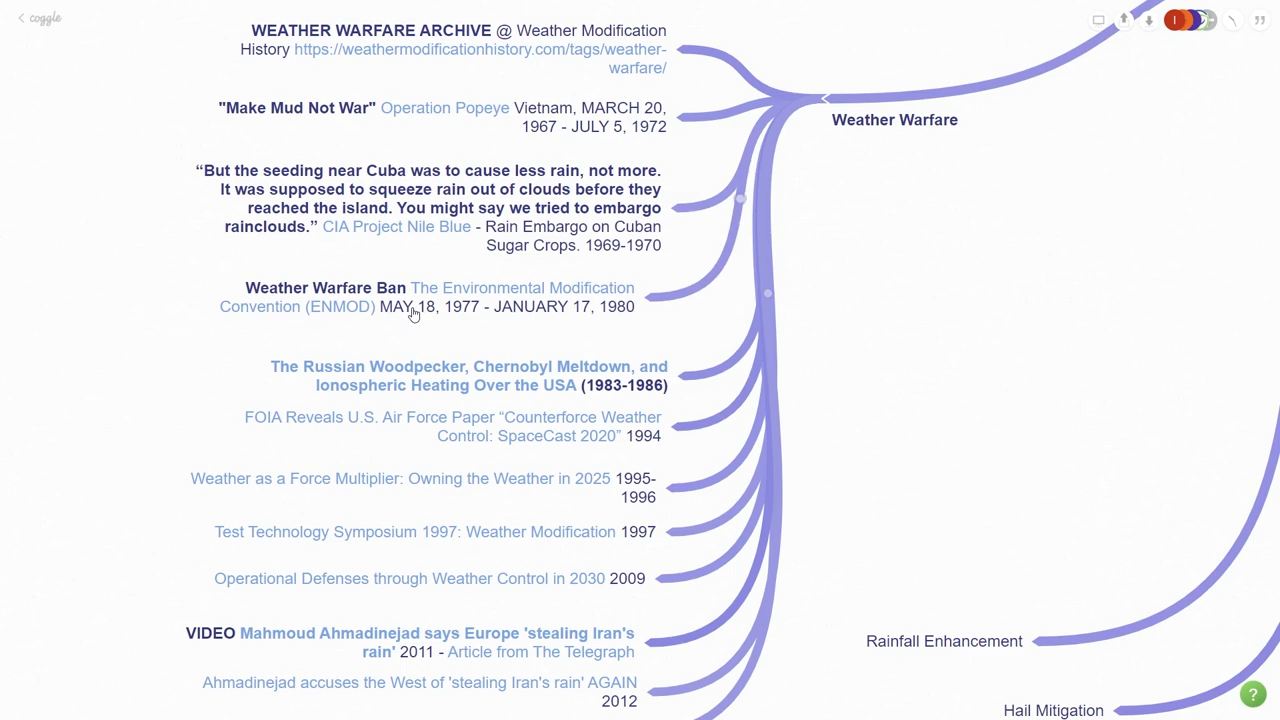 coggle
WEATHER WARFARE ARCHIVE @ Weather Modification
History https://weathermodificationhistory.com/tags/weather-
warfare/
"Make Mud Not War" Operation Popeye Vietnam, MARCH 20,
1967 - JULY 5, 1972
Weather Warfare
“But the seeding near Cuba was to cause less rain, not more.
It was supposed to squeeze rain out of clouds before they
reached the island. You might say we tried to embargo
rainclouds.” CIA Project Nile Blue - Rain Embargo on Cuban
Sugar Crops. 1969-1970
Weather Warfare Ban The Environmental Modification
Convention (ENMOD) MAY 18, 1977 - JANUARY 17, 1980
The Russian Woodpecker, Chernobyl Meltdown, and
Ionospheric Heating Over the USA (1983-1986)
FOIA Reveals U.S. Air Force Paper “Counterforce Weather
Control: SpaceCast 2020” 1994
Weather as a Force Multiplier: Owning the Weather in 2025 1995-
1996
Test Technology Symposium 1997: Weather Modification 1997
Operational Defenses through Weather Control in 2030 2009
VIDEO Mahmoud Ahmadinejad says Europe 'stealing Iran's
rain' 2011 - Article from The Telegraph
Ahmadinejad accuses the West of 'stealing Iran's rain' AGAIN
2012
Rainfall Enhancement
Hail Mitigation
?